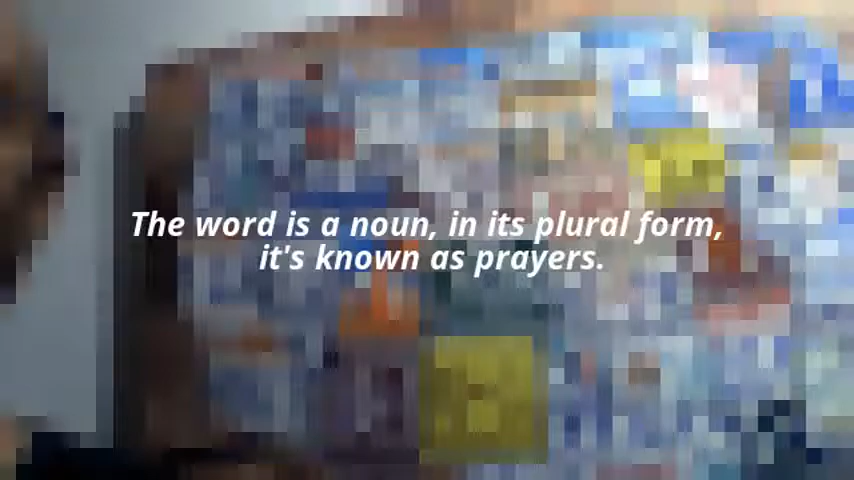 The word is a noun, in its plural form,
it's known as prayers.